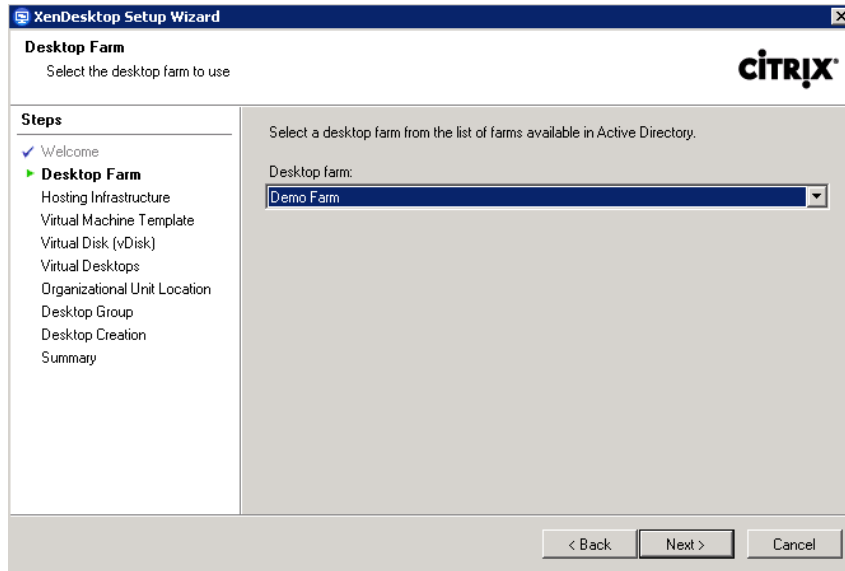 XenDesktop Setup Wizard
Desktop Farm
Select the desktop farm to use
CİTRIX
Steps
Welcome
Desktop Farm
Hosting Infrastructure
Virtual Machine Template
Virtual Disk (vDisk)
Virtual Desktops
Organizational Unit Location
Desktop Group
Desktop Creation
Summary
Select a desktop farm from the list of farms available in Active Directory.
Desktop farm:
Demo Farm
< Back
Next >
Cancel